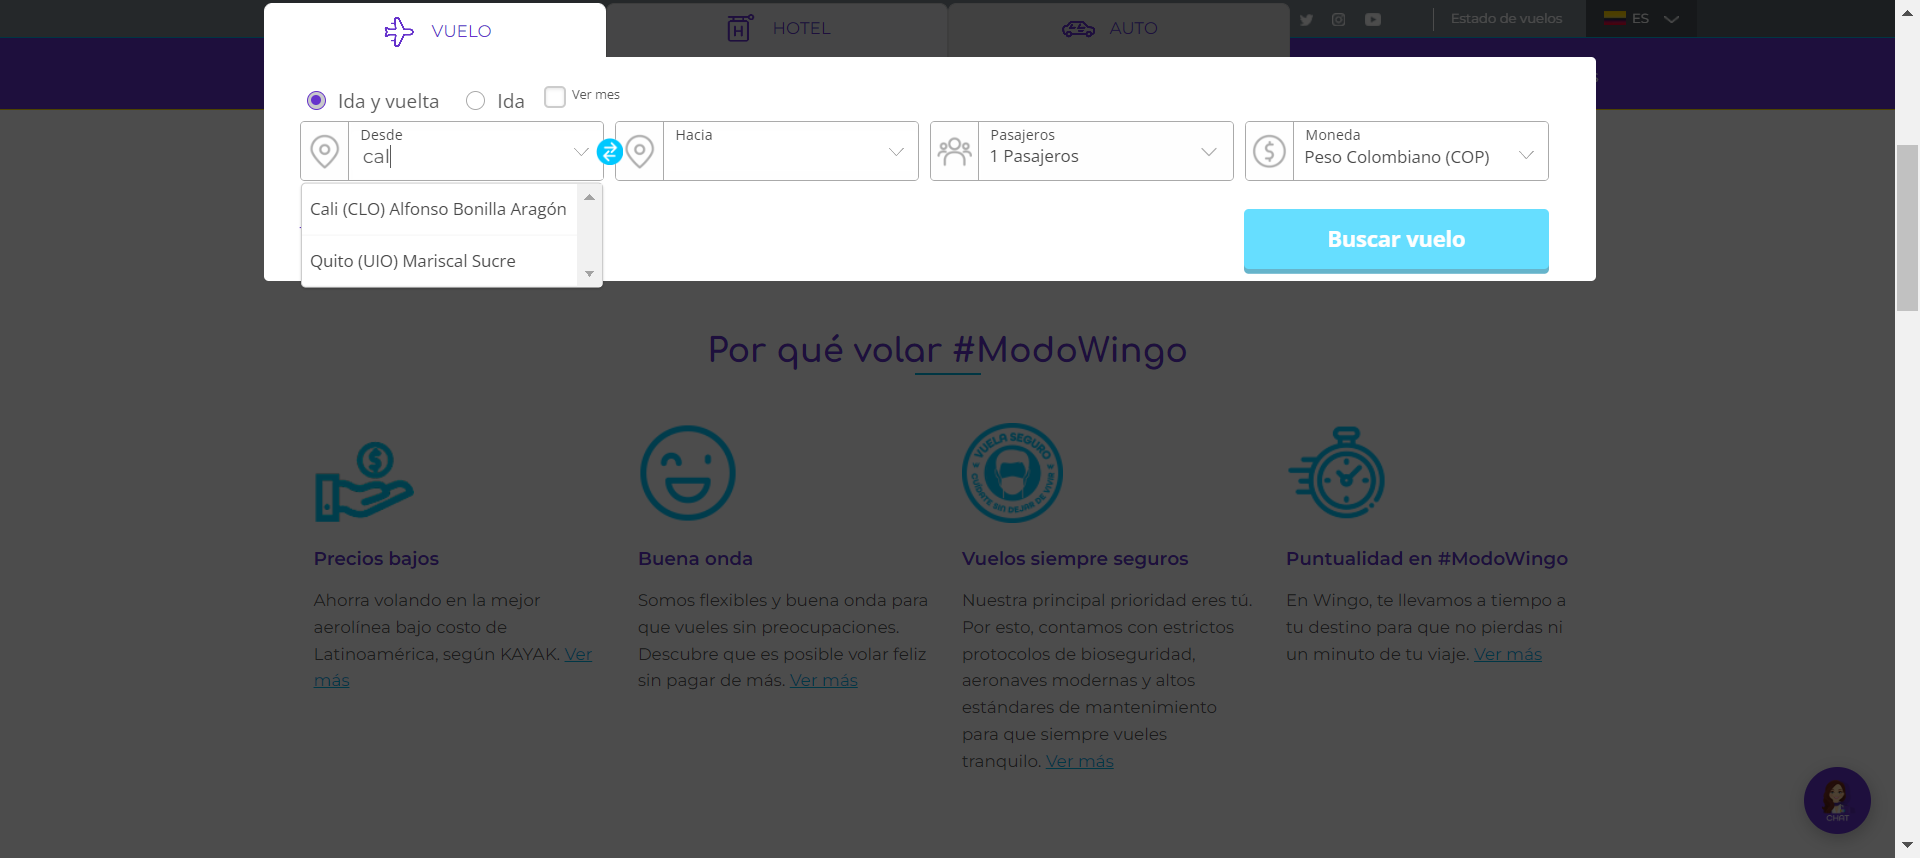 VUELO
HOTEL
AUTO
Estado de vuelos
ES
Ida y vuelta
Ida
Ver mes
Desde
cal
Hacia
Pasajeros
1 Pasajeros
Moneda
Peso Colombiano (COP)
Cali (CLO) Alfonso Bonilla Aragón
Quito (UIO) Mariscal Sucre
Buscar vuelo
Por qué volar #ModoWingo
VUELA SEGURO
CUÍDATE SIN DEJAR DE VIVIR
Precios bajos
Ahorra volando en la mejor
aerolínea bajo costo de
Latinoamérica, según KAYAK. Ver
más
Buena onda
Somos flexibles y buena onda para
que vueles sin preocupaciones.
Descubre que es posible volar feliz
sin pagar de más. Ver más
Vuelos siempre seguros
Nuestra principal prioridad eres tú.
Por esto, contamos con estrictos
protocolos de bioseguridad,
aeronaves modernas y altos
estándares de mantenimiento
para que siempre vueles
tranquilo. Ver más
Puntualidad en #ModoWingo
En Wingo, te llevamos a tiempo a
tu destino para que no pierdas ni
un minuto de tu viaje. Ver más
CHAT